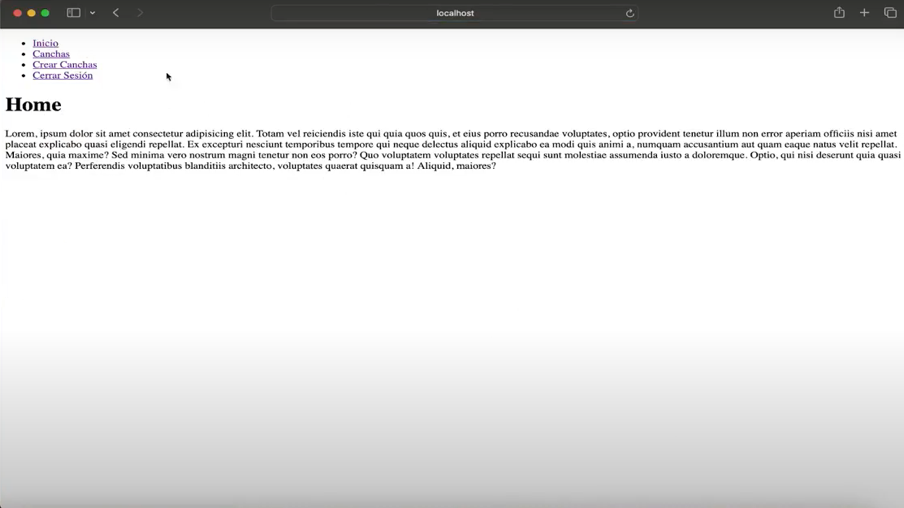 localhost
Inicio
Canchas
Crear Canchas
Cerrar Sesión
Home
Lorem, ipsum dolor sit amet consectetur adipisicing elit. Totam vel reiciendis iste qui quia quos quis, et eius porro recusandae voluptates, optio provident tenetur illum non error aperiam officiis nisi amet
placeat explicabo quasi eligendi repellat. Ex excepturi nesciunt temporibus tempore qui neque delectus aliquid explicabo ea modi quis animi a, numquam accusantium aut quam eaque natus velit repellat.
Maiores, quia maxime? Sed minima vero nostrum magni tenetur non eos porro? Quo voluptatem voluptates repellat sequi sunt molestiae assumenda iusto a doloremque. Optio, qui nisi deserunt quia quasi
voluptatem ea? Perferendis voluptatibus blanditiis architecto, voluptates quaerat quisquam a! Aliquid, maiores?